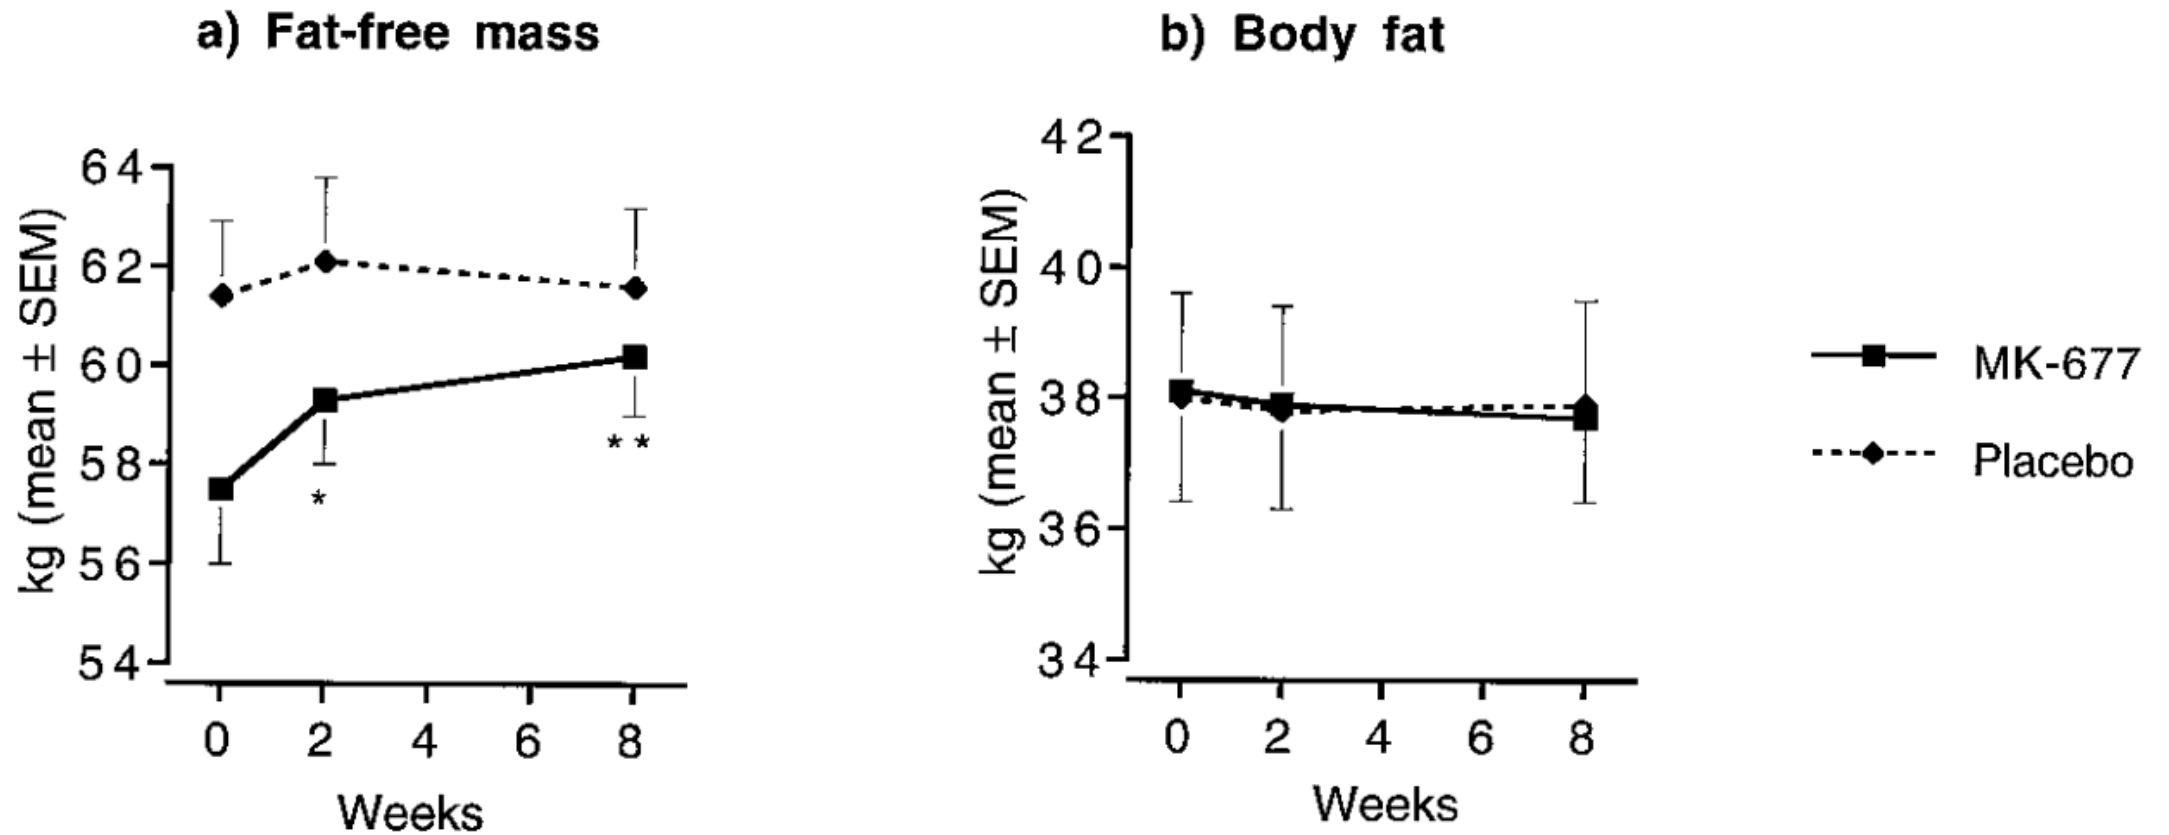 a) Fat-free mass
kg (mean ± SEM)
64
62
60
58
56
54
*
* *
0 2 4 6 8
Weeks
b) Body fat
kg (mean ± SEM)
42
40
38
36
34
0 2 4 6 8
Weeks
MK-677
Placebo